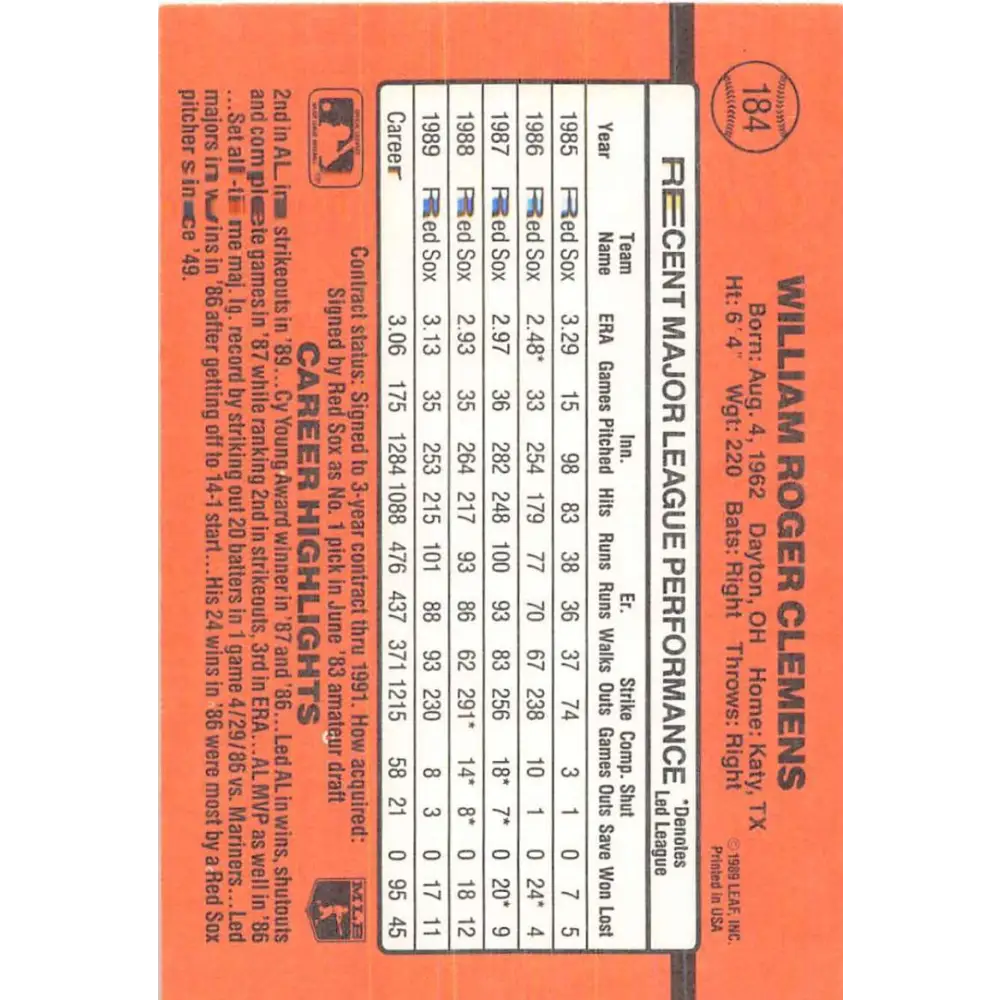 184
WILLIAM ROGER CLEMENS
Born: Aug. 4, 1962 Dayton, OH Home: Katy, TX
Ht: 6'4" Wgt: 220 Bats: Right Throws: Right
© 1989 LEAF, INC.
Printed in USA
RECENT MAJOR LEAGUE PERFORMANCE *Denotes
Led League
Team Inn. Er. Strike Comp. Shut
Year Name ERA Games Pitched Hits Runs Runs Walks Outs Games Outs Save Won Lost
1985 Red Sox 3.29 15 98 83 38 36 37 74 3 1 0 7 5
1986 Red Sox 2.48* 33 254 179 77 70 67 238 10 1 0 24* 4
1987 Red Sox 2.97 36 282 248 100 93 83 256 18* 7* 0 20* 9
1988 Red Sox 2.93 35 264 217 93 86 62 291* 14* 8* 0 18 12
1989 Red Sox 3.13 35 253 215 101 88 93 230 8 3 0 17 11
Career 3.06 175 1284 1088 476 437 371 1215 58 21 0 95 45
Contract status: Signed to 3-year contract thru 1991. How acquired:
Signed by Red Sox as No. 1 pick in June '83 amateur draft
CAREER HIGHLIGHTS
2nd in AL in strikeouts in '89...Cy Young Award winner in '87 and '86...Led AL in wins, shutouts
and complete games in '87 while ranking 2nd in strikeouts, 3rd in ERA...AL MVP as well in '86
...Set all-time maj. lg. record by striking out 20 batters in 1 game 4/29/86 vs. Mariners...Led
majors in wins in '86 after getting off to 14-1 start...His 24 wins in '86 were most by a Red Sox
pitcher since '49.
MLB